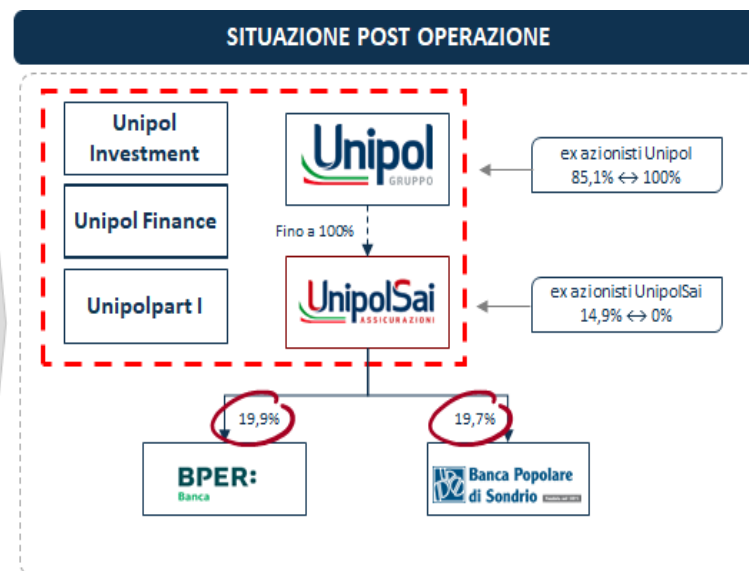 SITUAZIONE POST OPERAZIONE
Unipol
Investment
Unipol Finance
Unipolpart I
Unipol
GRUPPO
Fino a 100%
UnipolSai
ASSICURAZIONI
ex azionisti Unipol
85,1% ↔ 100%
ex azionisti UnipolSai
14,9% ↔ 0%
19,9%
19,7%
BPER:
Banca
Banca Popolare
di Sondrio